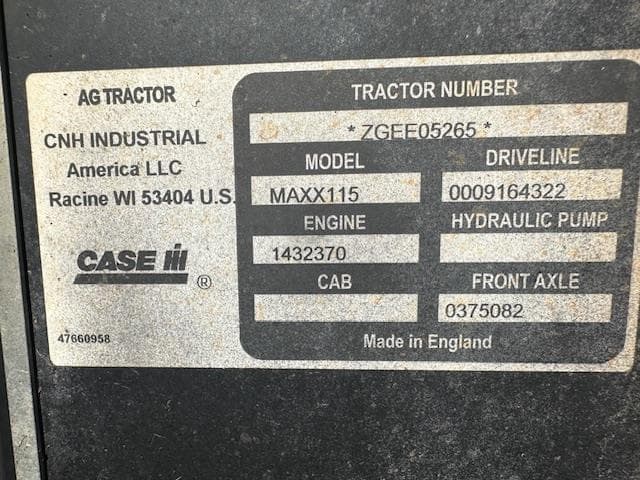 AG TRACTOR
CNH INDUSTRIAL
America LLC
Racine WI 53404 U.S.
CASE IH ®
47660958
TRACTOR NUMBER
* ZGEE05265 *
MODEL DRIVELINE
MAXX115 0009164322
ENGINE HYDRAULIC PUMP
1432370
CAB FRONT AXLE
0375082
Made in England